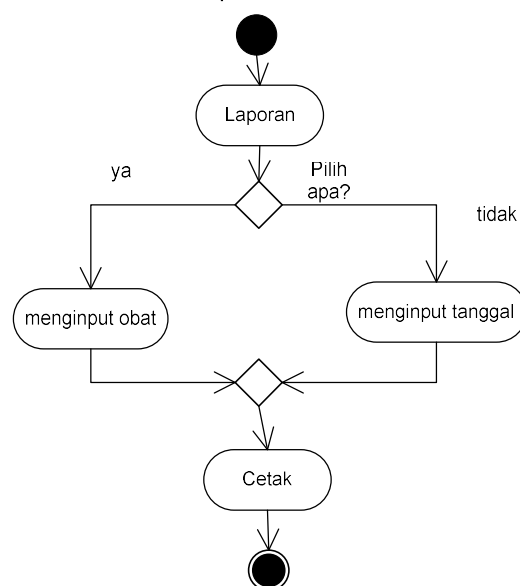 Laporan
ya
Pilih
apa?
tidak
menginput obat
menginput tanggal
Cetak